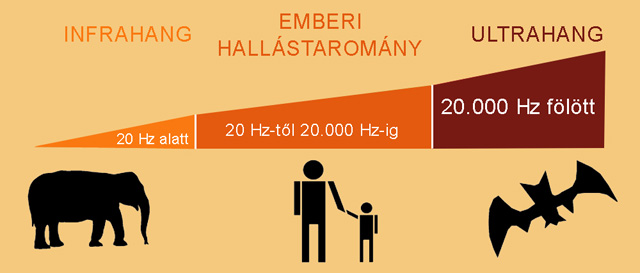 INFRAHANG
EMBERI
HALLÁSTAROMÁNY
ULTRAHANG
20 Hz alatt
20 Hz-től 20.000 Hz-ig
20.000 Hz fölött